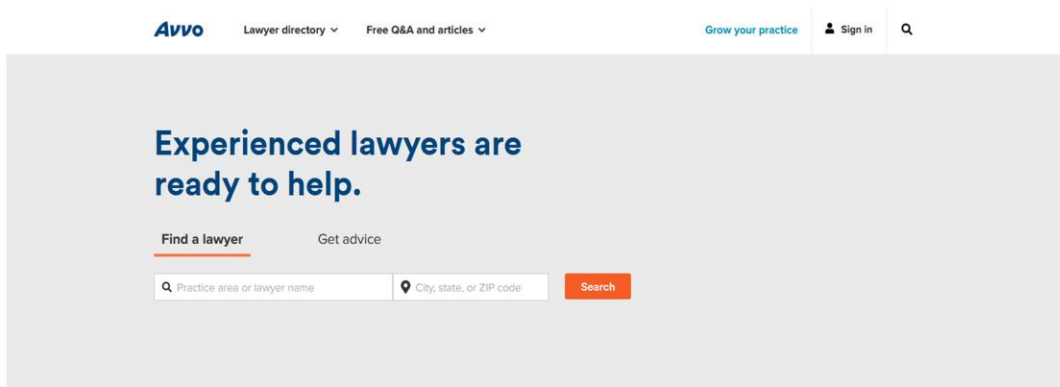 Avvo Lawyer directory Free Q&A and articles Grow your practice Sign in
Experienced lawyers are
ready to help.
Find a lawyer Get advice
Practice area or lawyer name City, state, or ZIP code Search